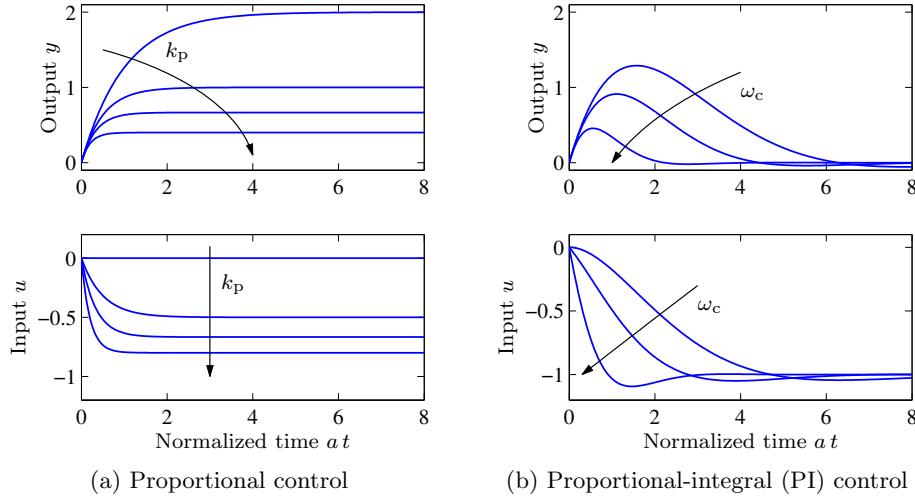 Output y
2
1
0
k_p
0 2 4 6 8
Output y
2
1
0
ω_c
0 2 4 6 8
Input u
0
−0.5
−1
k_p
0 2 4 6 8
Normalized time a t
Input u
0
−0.5
−1
ω_c
0 2 4 6 8
Normalized time a t
(a) Proportional control
(b) Proportional-integral (PI) control